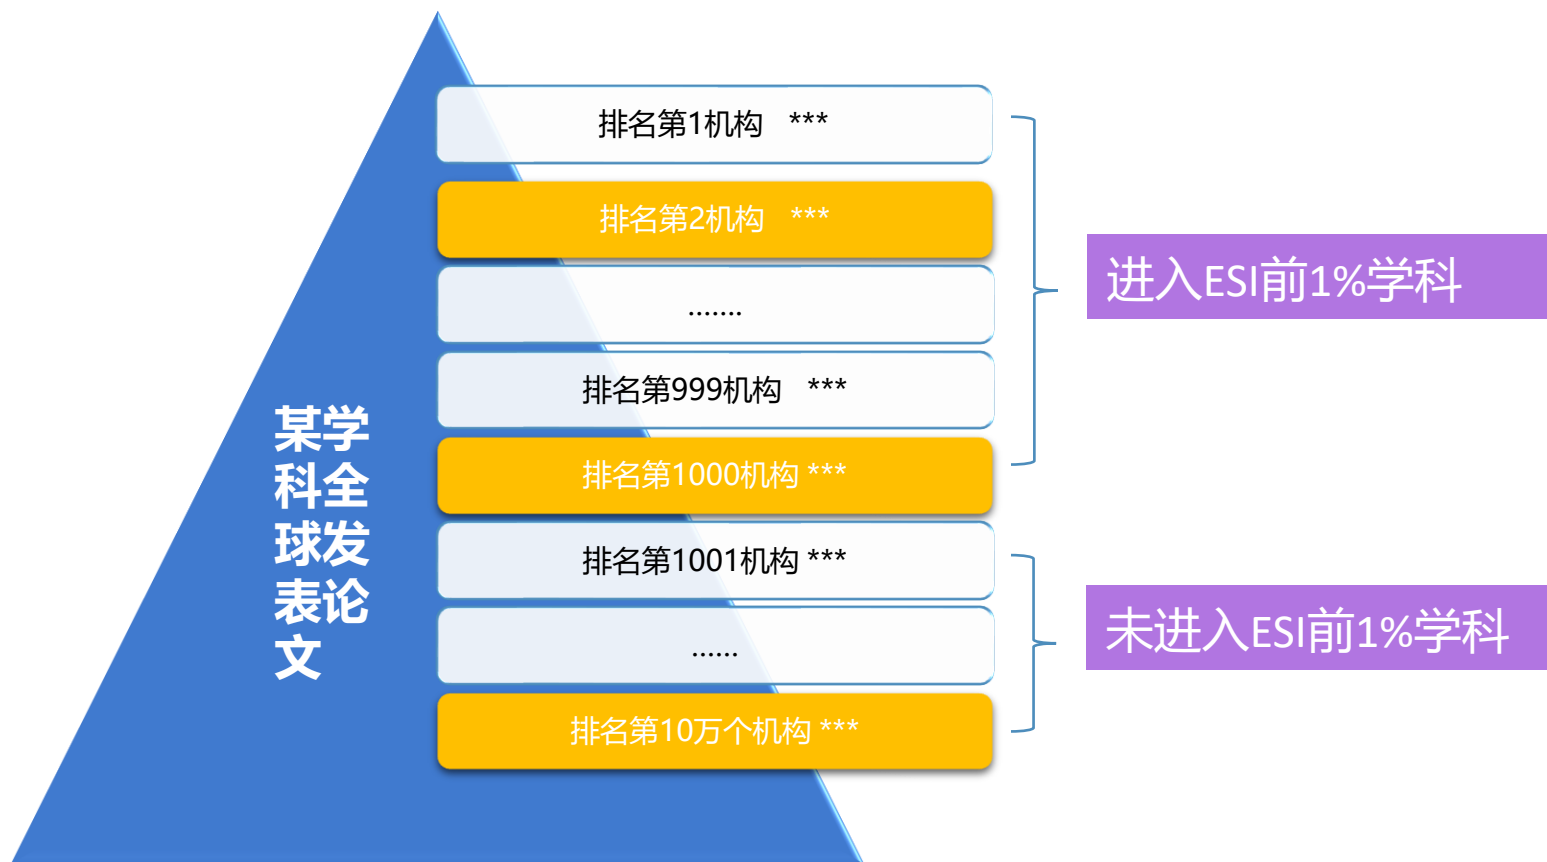 排名第1机构 ***
排名第2机构 ***
.......
排名第999机构 ***
排名第1000机构 ***
排名第1001机构 ***
......
排名第10万个机构 ***
某学
科全
球发
表论
文
进入ESI前1%学科
未进入ESI前1%学科